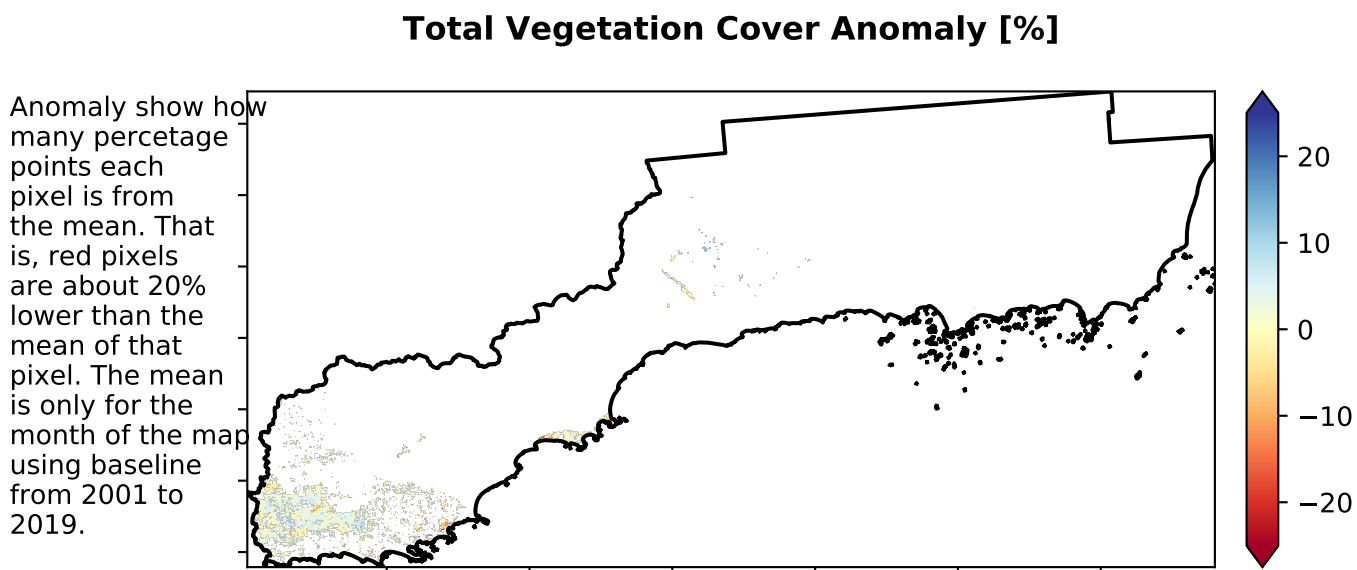 Total Vegetation Cover Anomaly [%]
Anomaly show how
many percetage
points each
pixel is from
the mean. That
is, red pixels
are about 20%
lower than the
mean of that
pixel. The mean
is only for the
month of the map
using baseline
from 2001 to
2019.
20
10
0
−10
−20